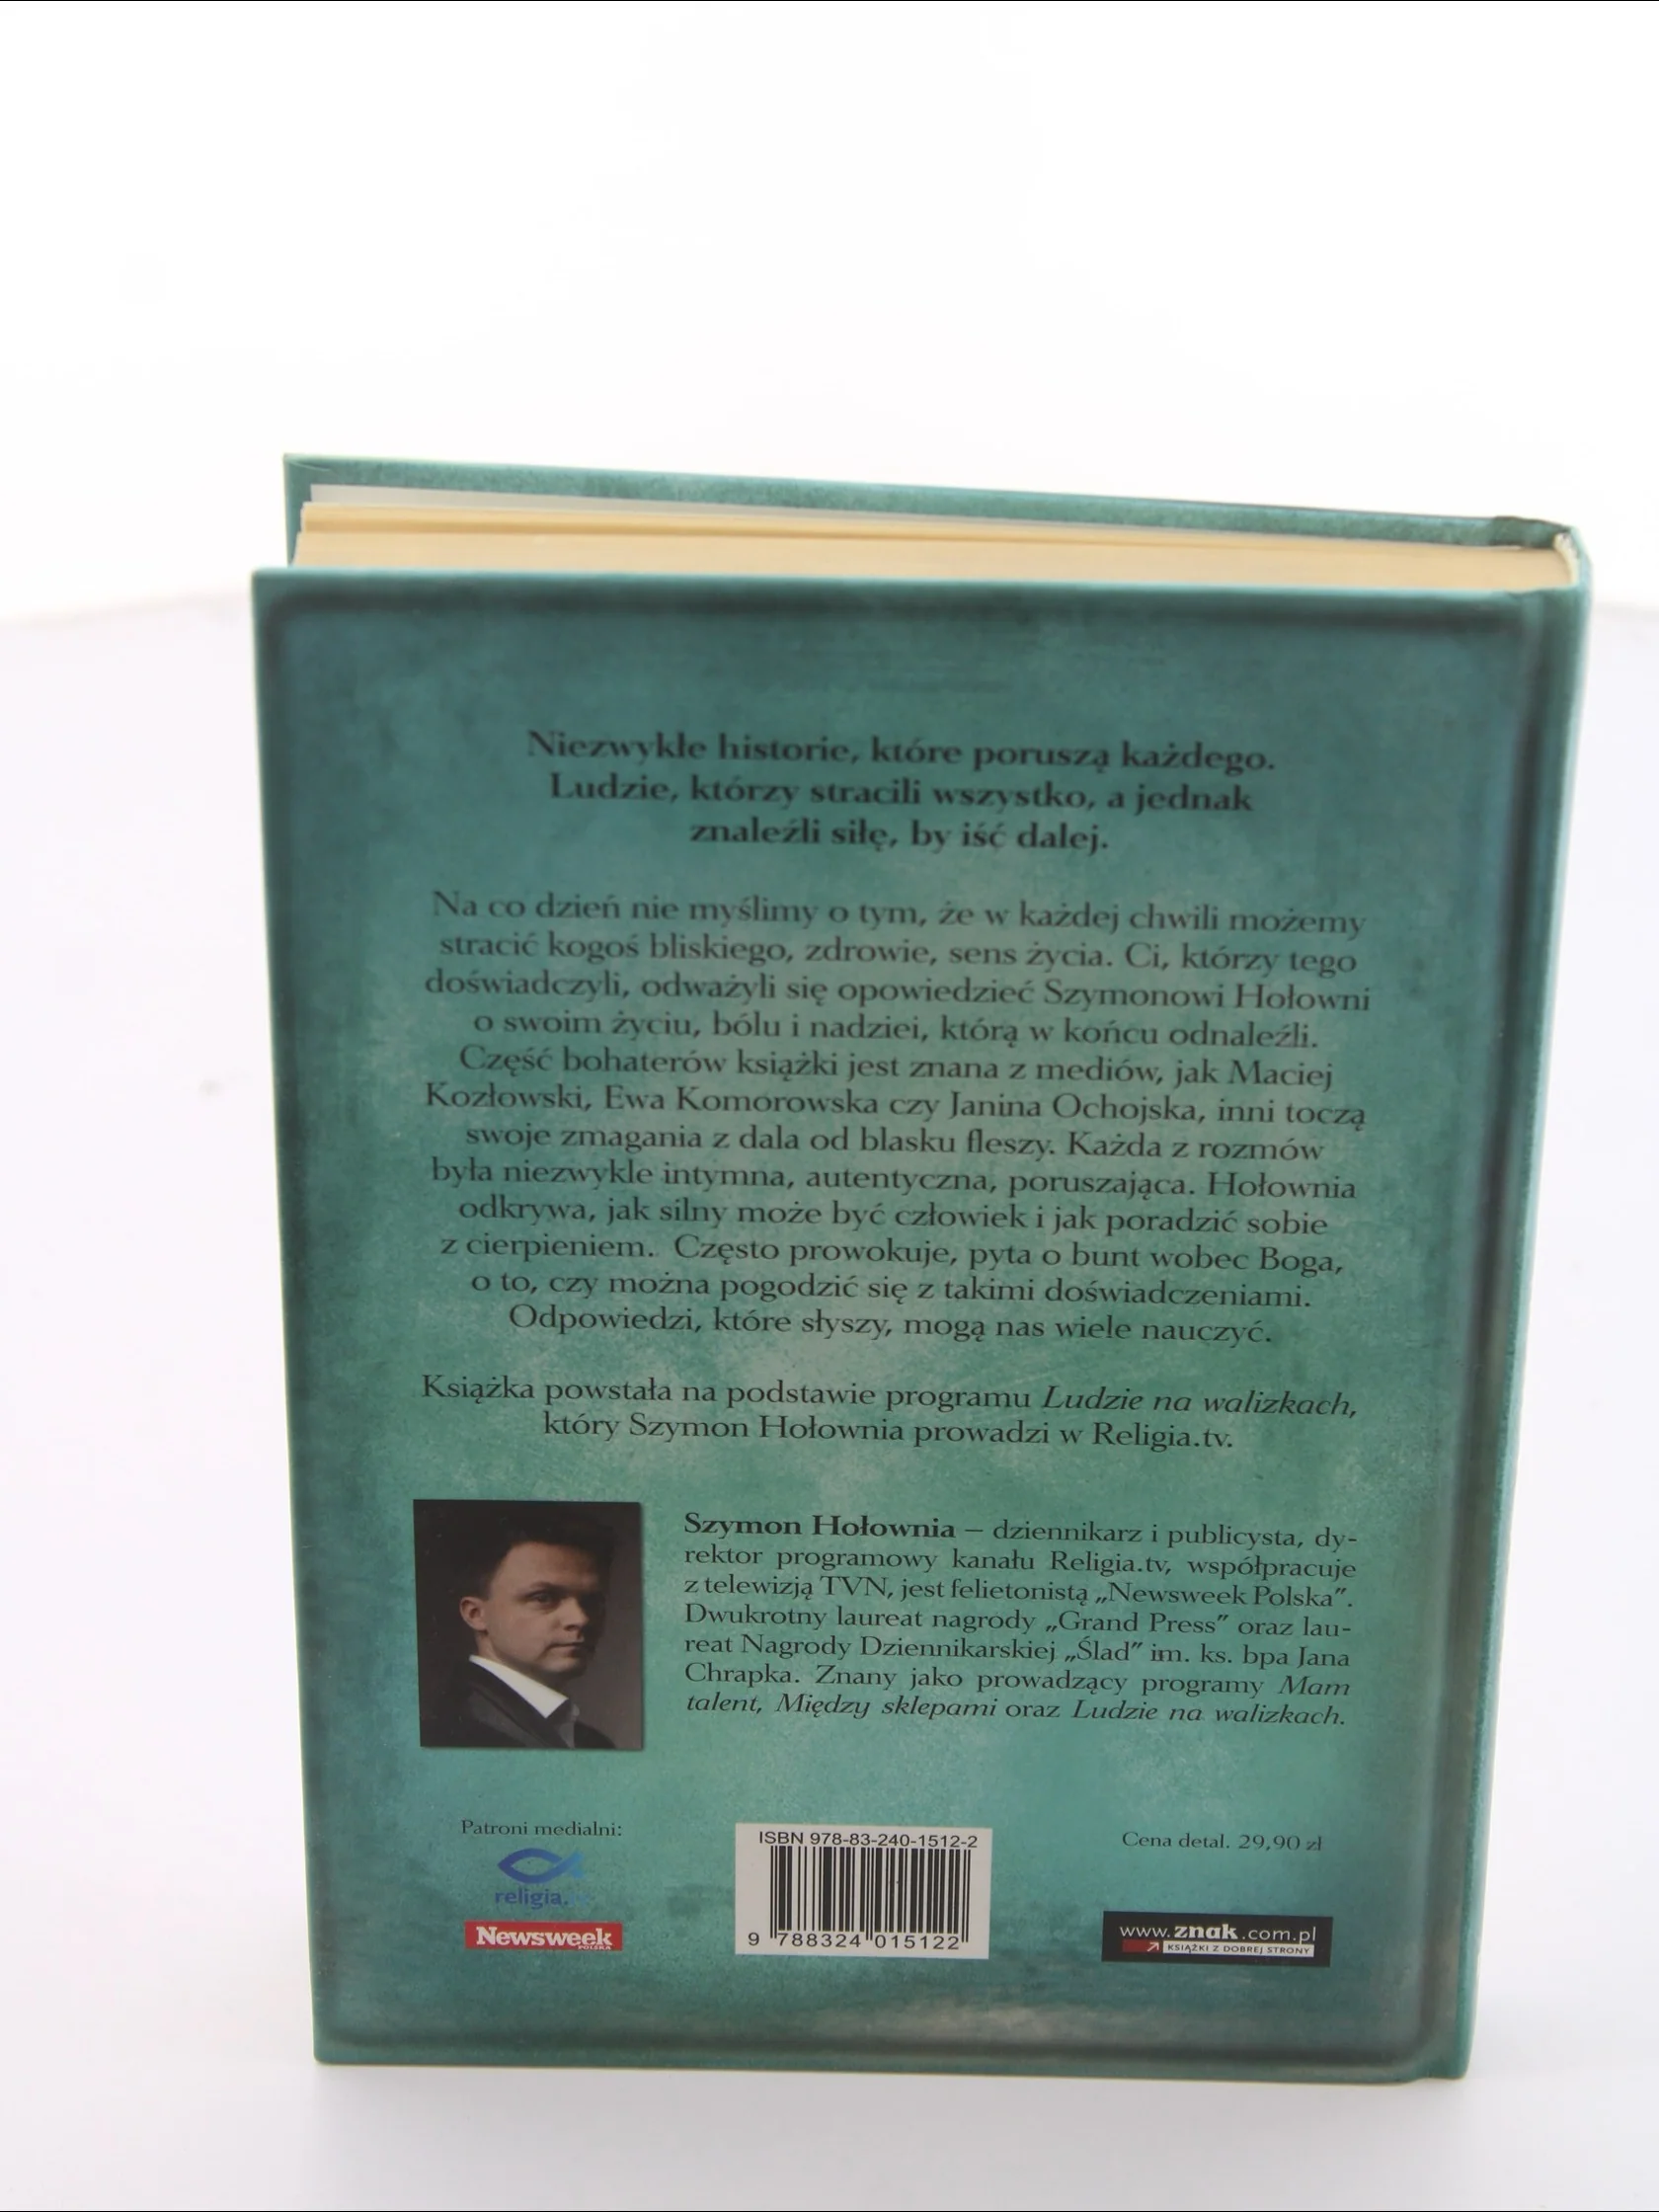 Niezwykłe historie, które poruszą każdego.
Ludzie, którzy stracili wszystko, a jednak
znaleźli siłę, by iść dalej.
Na co dzień nie myślimy o tym, że w każdej chwili możemy
stracić kogoś bliskiego, zdrowie, sens życia. Ci, którzy tego
doświadczyli, odważyli się opowiedzieć Szymonowi Hołowni
o swoim życiu, bólu i nadziei, którą w końcu odnaleźli.
Część bohaterów książki jest znana z mediów, jak Maciej
Kozłowski, Ewa Komorowska czy Janina Ochojska, inni toczą
swoje zmagania z dala od blasku fleszy. Każda z rozmów
była niezwykle intymna, autentyczna, poruszająca. Hołownia
odkrywa, jak silny może być człowiek i jak poradzić sobie
z cierpieniem. Często prowokuje, pyta o bunt wobec Boga,
o to, czy można pogodzić się z takimi doświadczeniami.
Odpowiedzi, które słyszy, mogą nas wiele nauczyć.
Książka powstała na podstawie programu Ludzie na walizkach,
który Szymon Hołownia prowadzi w Religia.tv.
Szymon Hołownia – dziennikarz i publicysta, dy-
rektor programowy kanału Religia.tv, współpracuje
z telewizją TVN, jest felietonistą „Newsweek Polska”.
Dwukrotny laureat nagrody „Grand Press” oraz lau-
reat Nagrody Dziennikarskiej „Ślad” im. ks. bpa Jana
Chrapka. Znany jako prowadzący programy Mam
talent, Między sklepami oraz Ludzie na walizkach.
Patroni medialni:
religia.
Newsweek
POLSKA
ISBN 978-83-240-1512-2
9 788324 015122
Cena detal. 29,90 zł
www.znak.com.pl
KSIĄŻKI Z DOBREJ STRONY